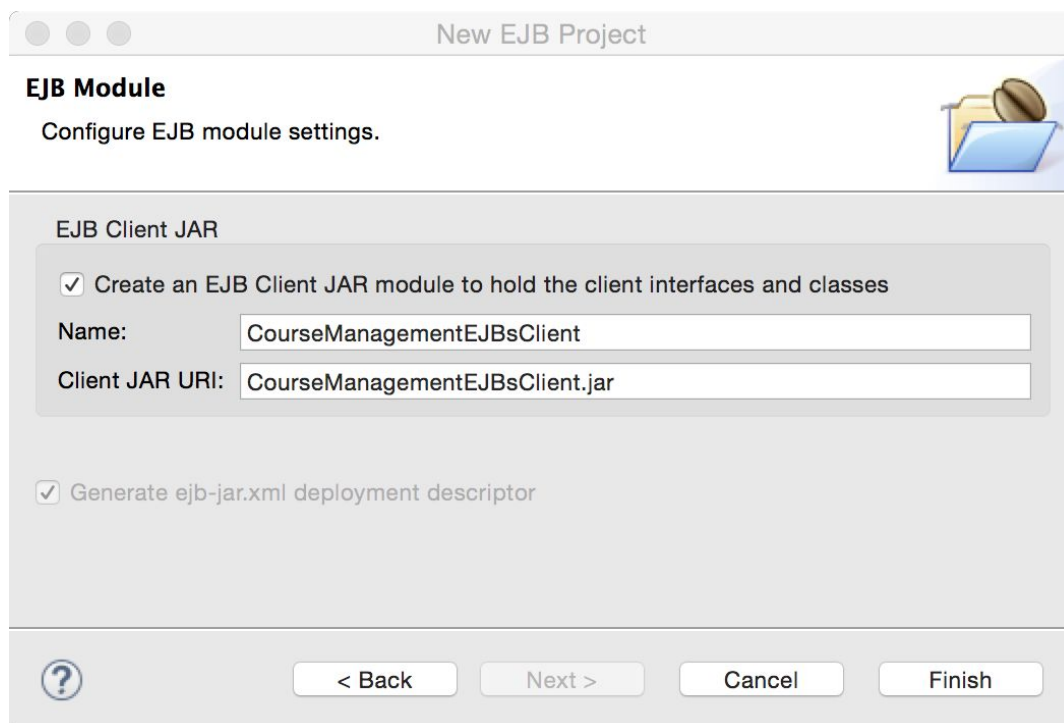 New EJB Project
EJB Module
Configure EJB module settings.
EJB Client JAR
Create an EJB Client JAR module to hold the client interfaces and classes
Name: CourseManagementEJBsClient
Client JAR URI: CourseManagementEJBsClient.jar
Generate ejb-jar.xml deployment descriptor
? < Back Next > Cancel Finish